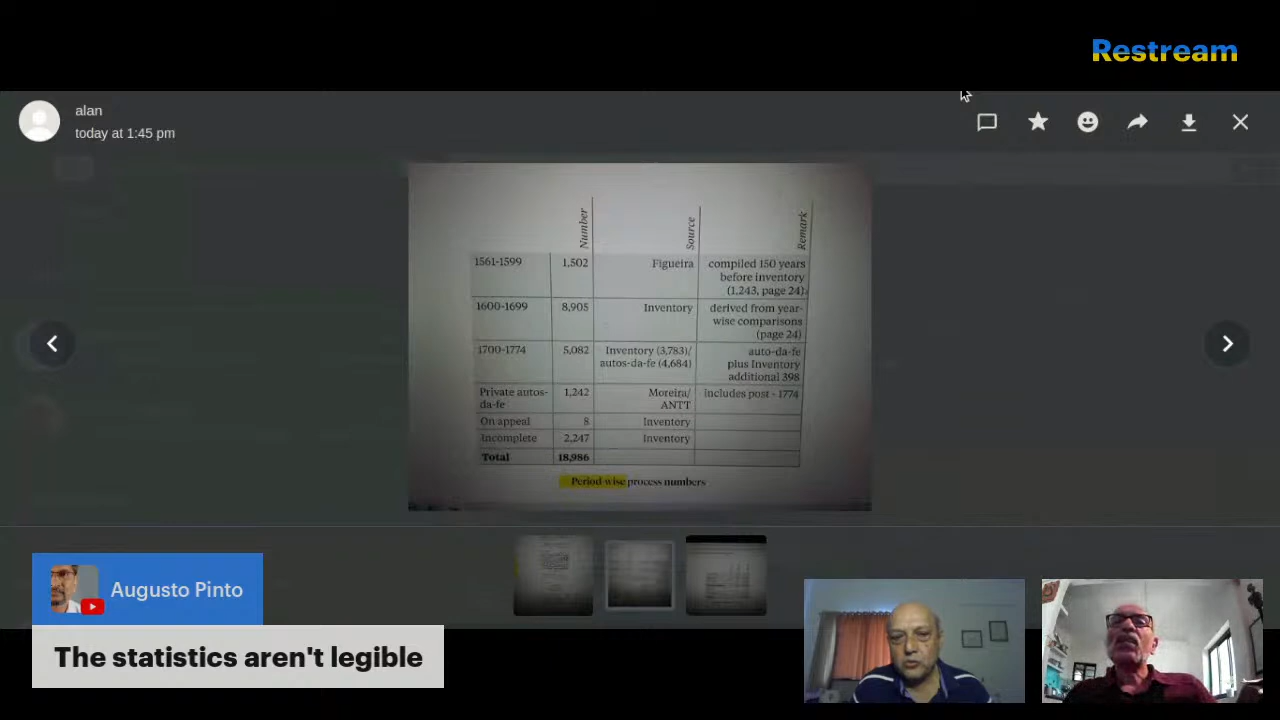 Restream
alan
today at 1:45 pm
Number
Source
Remark
1561-1599 1,502 Figueira compiled 150 years
before inventory
(1,243, page 24).
1600-1699 8,905 Inventory derived from year-
wise comparisons
(page 24)
1700-1774 5,082 Inventory (3,783)/ auto-da-fe
autos-da-fe (4,684) plus Inventory
additional 398
Private autos- 1,242 Moreira/ includes post - 1774
da-fe ANTT
On appeal 8 Inventory
Incomplete 2,247 Inventory
Total 18,986
Period-wise process numbers
Augusto Pinto
The statistics aren't legible